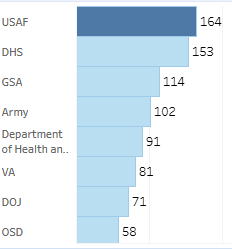 USAF 164
DHS 153
GSA 114
Army 102
Department
of Health an.. 91
VA 81
DOJ 71
OSD 58